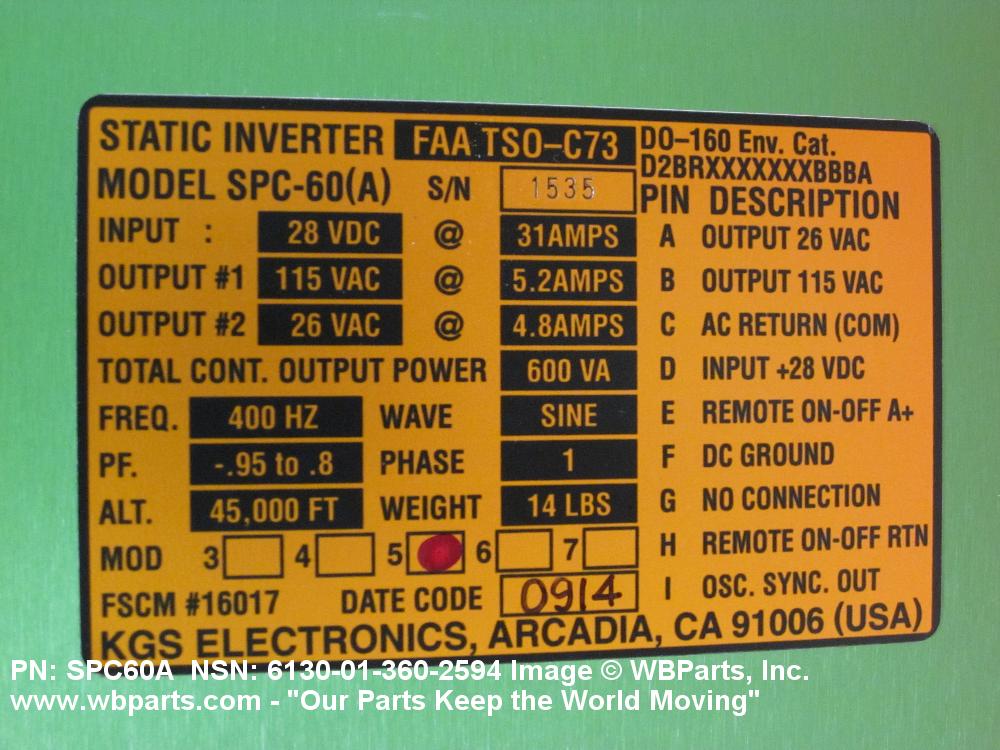 STATIC INVERTER FAA TSO-C73
MODEL SPC-60(A) S/N 1535
INPUT : 28 VDC @ 31AMPS
OUTPUT #1 115 VAC @ 5.2AMPS
OUTPUT #2 26 VAC @ 4.8AMPS
TOTAL CONT. OUTPUT POWER 600 VA
FREQ. 400 HZ WAVE SINE
PF. -.95 to .8 PHASE 1
ALT. 45,000 FT WEIGHT 14 LBS
MOD 3 4 5 6 7
FSCM #16017 DATE CODE 0914
DO-160 Env. Cat.
D2BRXXXXXXXBBBA
PIN DESCRIPTION
A OUTPUT 26 VAC
B OUTPUT 115 VAC
C AC RETURN (COM)
D INPUT +28 VDC
E REMOTE ON-OFF A+
F DC GROUND
G NO CONNECTION
H REMOTE ON-OFF RTN
I OSC. SYNC. OUT
KGS ELECTRONICS, ARCADIA, CA 91006 (USA)
PN: SPC60A NSN: 6130-01-360-2594 Image © WBParts, Inc.
www.wbparts.com - "Our Parts Keep the World Moving"